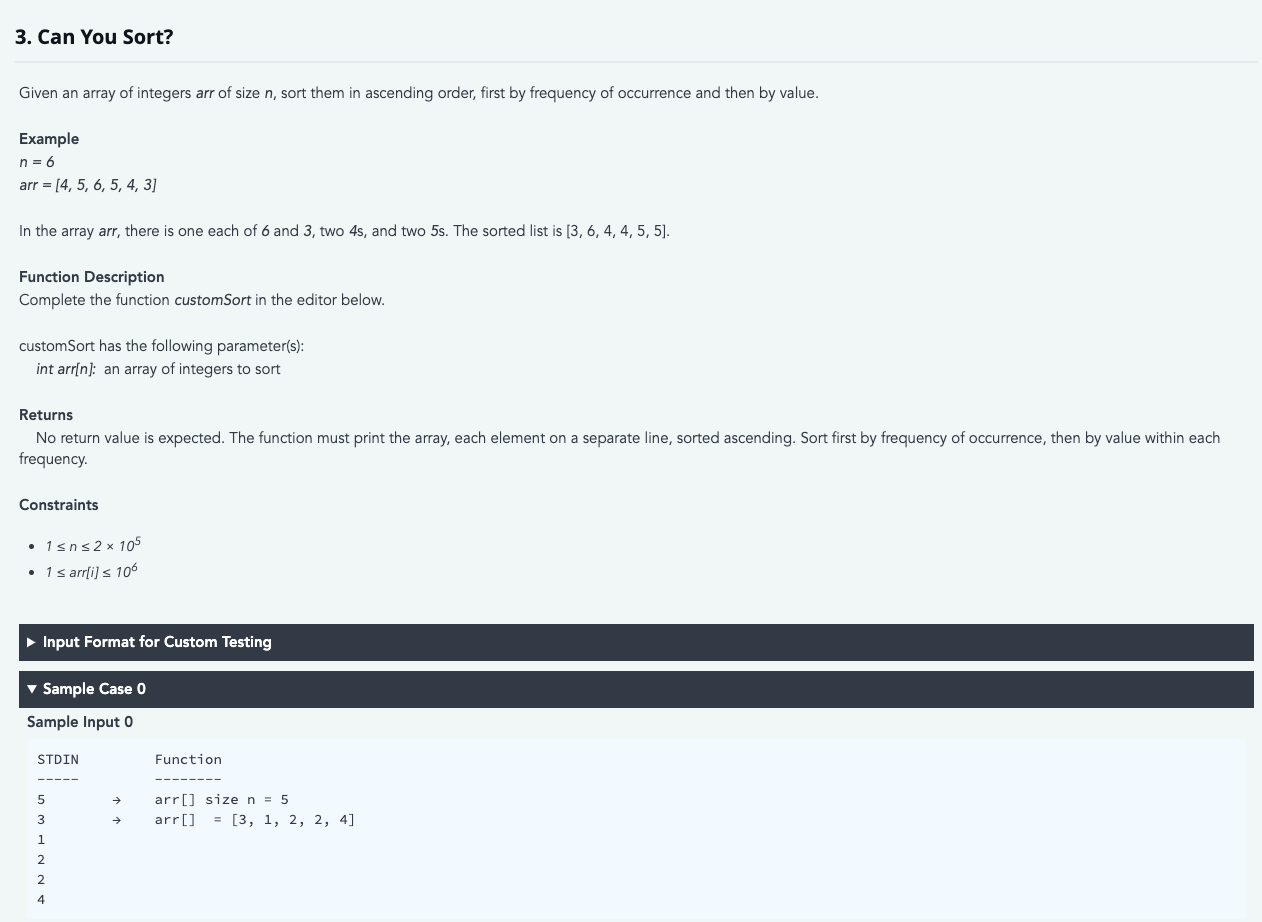 3. Can You Sort?
Given an array of integers arr of size n, sort them in ascending order, first by frequency of occurrence and then by value.
Example
n = 6
arr = [4, 5, 6, 5, 4, 3]
In the array arr, there is one each of 6 and 3, two 4s, and two 5s. The sorted list is [3, 6, 4, 4, 5, 5].
Function Description
Complete the function customSort in the editor below.
customSort has the following parameter(s):
int arr[n]: an array of integers to sort
Returns
No return value is expected. The function must print the array, each element on a separate line, sorted ascending. Sort first by frequency of occurrence, then by value within each
frequency.
Constraints
• 1 ≤ n ≤ 2 × 10^5
• 1 ≤ arr[i] ≤ 10^6
▶ Input Format for Custom Testing
▼ Sample Case 0
Sample Input 0
STDIN Function
----- --------
5 → arr[] size n = 5
3 → arr[] = [3, 1, 2, 2, 4]
1
2
2
4